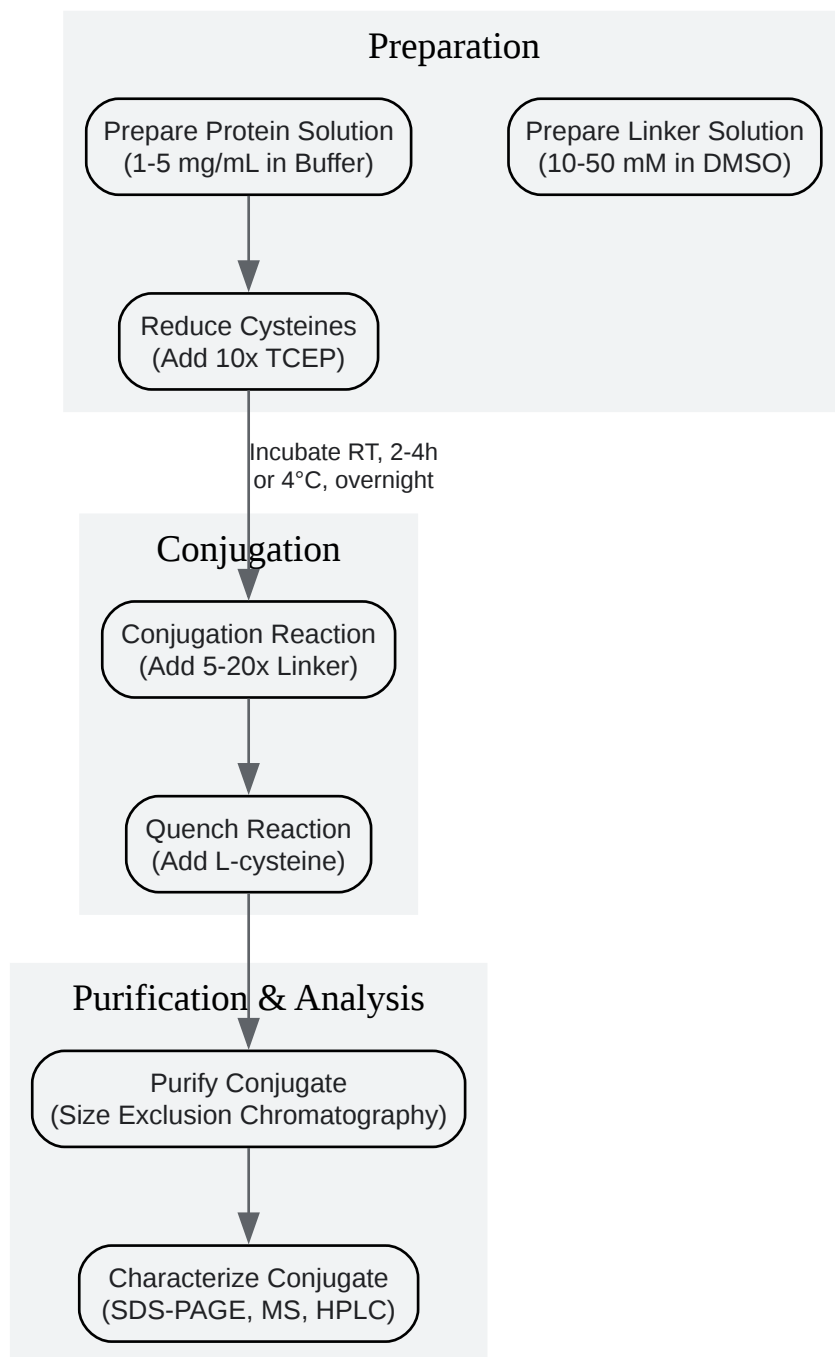 Preparation
Prepare Protein Solution
(1-5 mg/mL in Buffer)
Prepare Linker Solution
(10-50 mM in DMSO)
Reduce Cysteines
(Add 10x TCEP)
Incubate RT, 2-4h
or 4°C, overnight
Conjugation
Conjugation Reaction
(Add 5-20x Linker)
Quench Reaction
(Add L-cysteine)
Purification & Analysis
Purify Conjugate
(Size Exclusion Chromatography)
Characterize Conjugate
(SDS-PAGE, MS, HPLC)